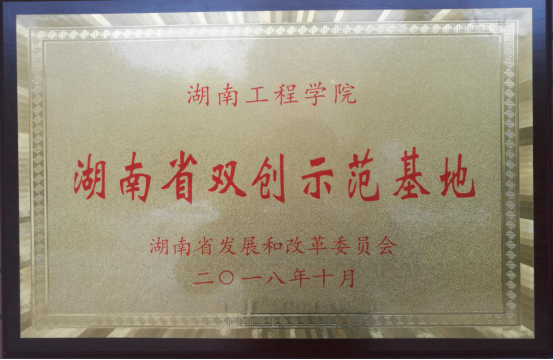 湖南工程学院
湖南省双创示范基地
湖南省发展和改革委员会
二〇一八年十月